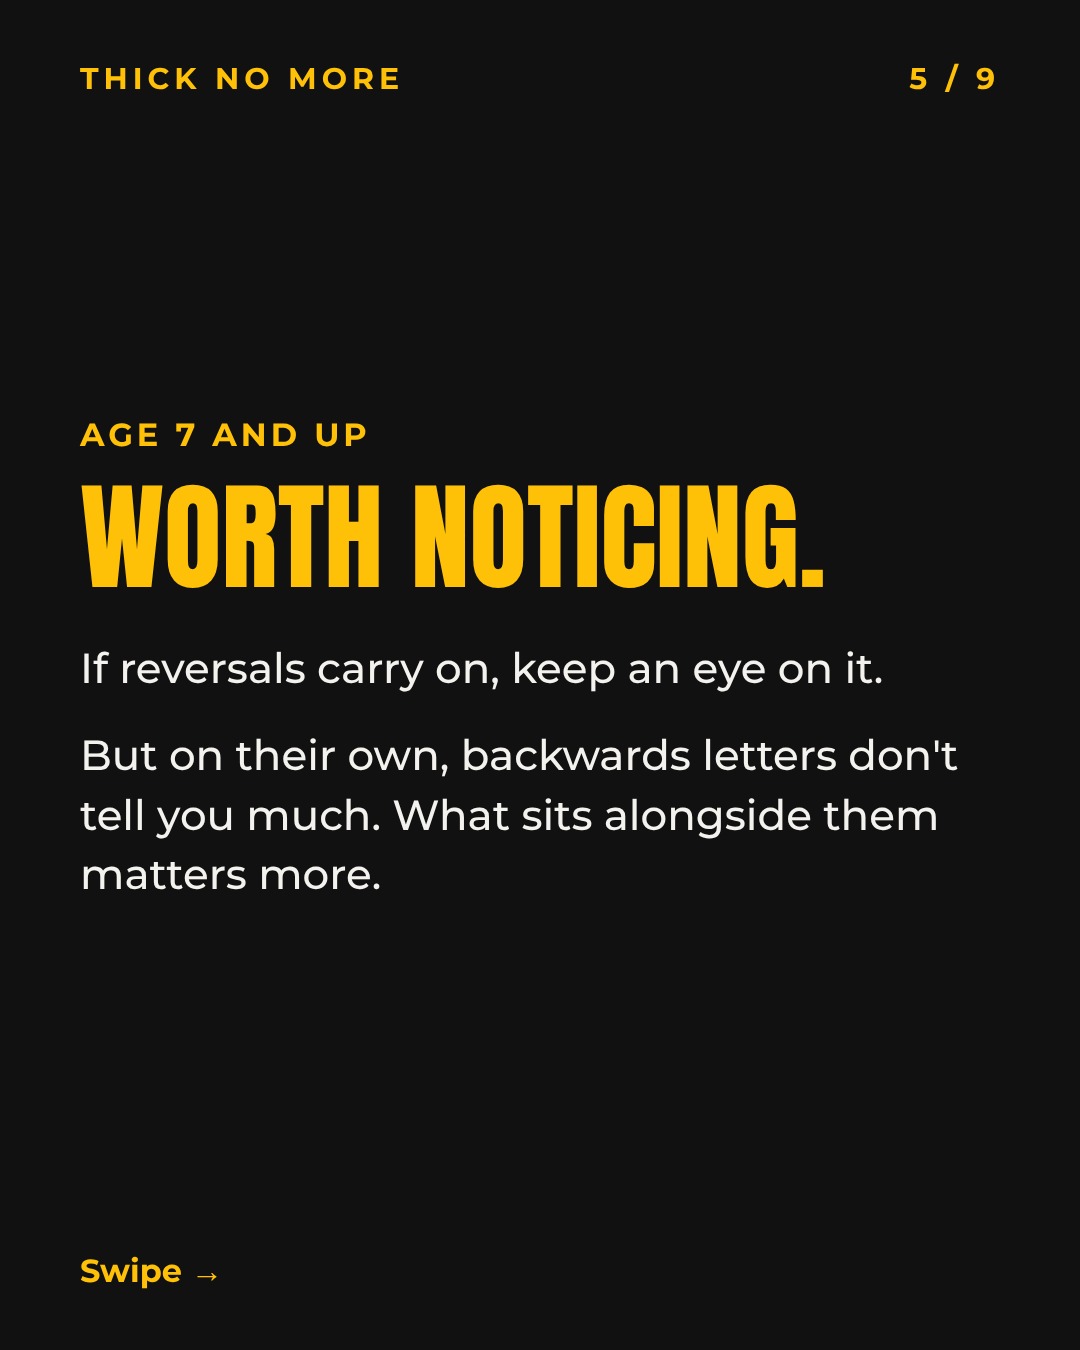 THICK NO MORE
5 / 9
AGE 7 AND UP
WORTH NOTICING.
If reversals carry on, keep an eye on it.
But on their own, backwards letters don't
tell you much. What sits alongside them
matters more.
Swipe →